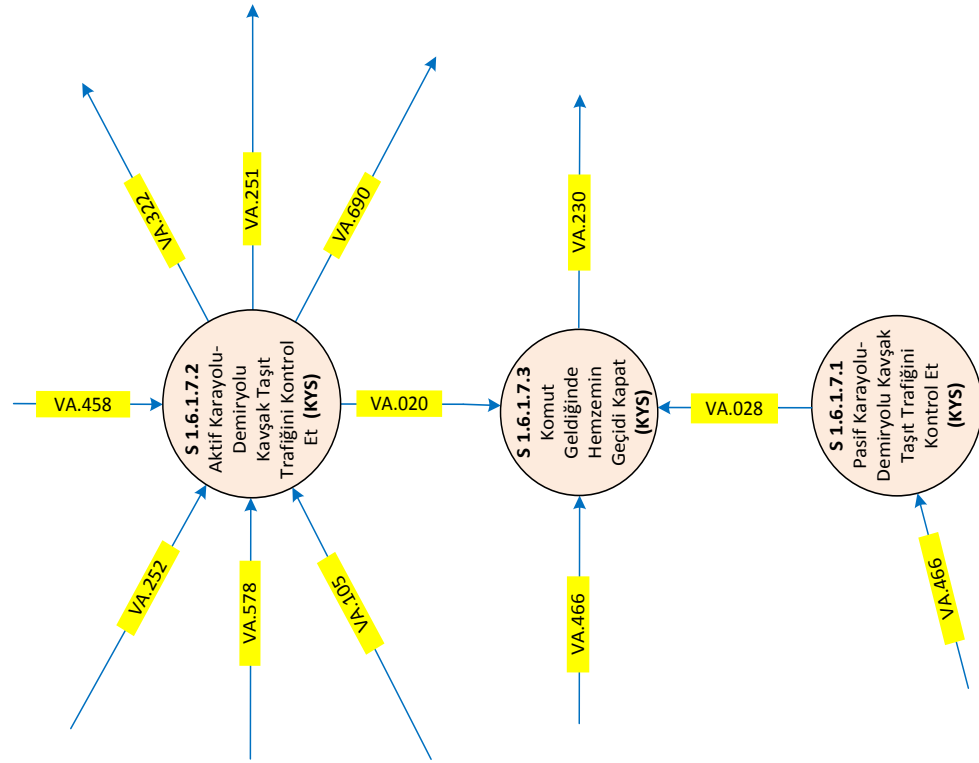 VA.322
VA.251
VA.690
VA.458
S 1.6.1.7.2
Aktif Karayolu-
Demiryolu
Kavşak Taşıt
Trafiğini Kontrol
Et (KYS)
VA.252
VA.578
VA.105
VA.020
VA.230
S 1.6.1.7.3
Komut
Geldiğinde
Hemzemin
Geçidi Kapat
(KYS)
VA.466
VA.028
S 1.6.1.7.1
Pasif Karayolu-
Demiryolu Kavşak
Taşıt Trafiğini
Kontrol Et
(KYS)
VA.466